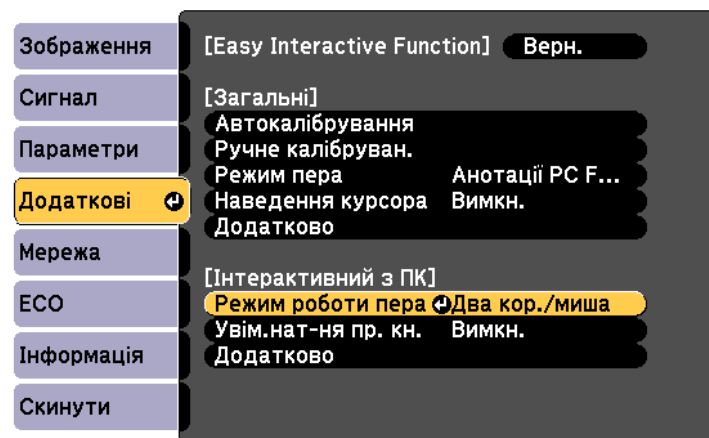 Зображення
Сигнал
Параметри
Додаткові
Мережа
ECO
Інформація
Скинути
[Easy Interactive Function] Верн.
[Загальні]
Автокалібрування
Ручне калібруван.
Режим пера Анотації PC F...
Наведення курсора Вимкн.
Додатково
[Інтерактивний з ПК]
Режим роботи пера Два кор./миша
Увім.нат-ня пр. кн. Вимкн.
Додатково